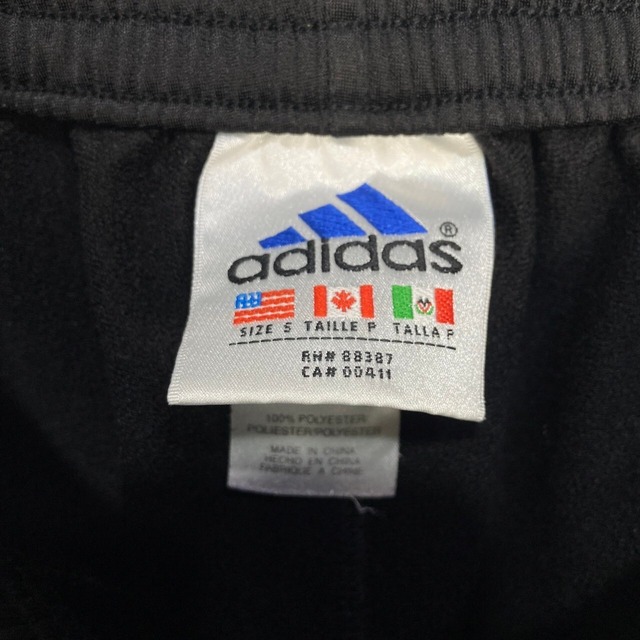 adidas®
SIZE S TAILLE P TALLA P
RN# 88387
CA# 00411
100% POLYESTER
POLIESTER/POLYESTER
MADE IN CHINA
HECHO EN CHINA
FABRIQUÉ À CHINE